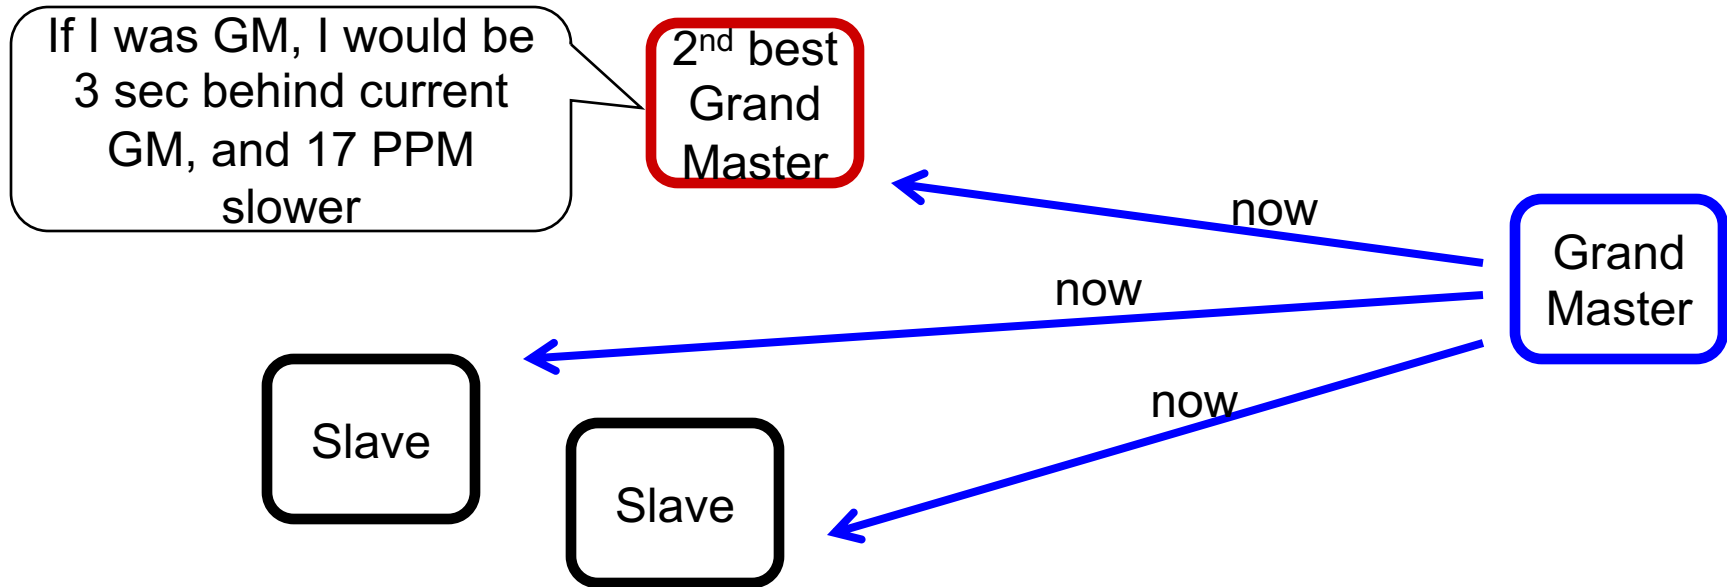 If I was GM, I would be
3 sec behind current
GM, and 17 PPM
slower
2nd best
Grand
Master
now
now
now
Grand
Master
Slave
Slave